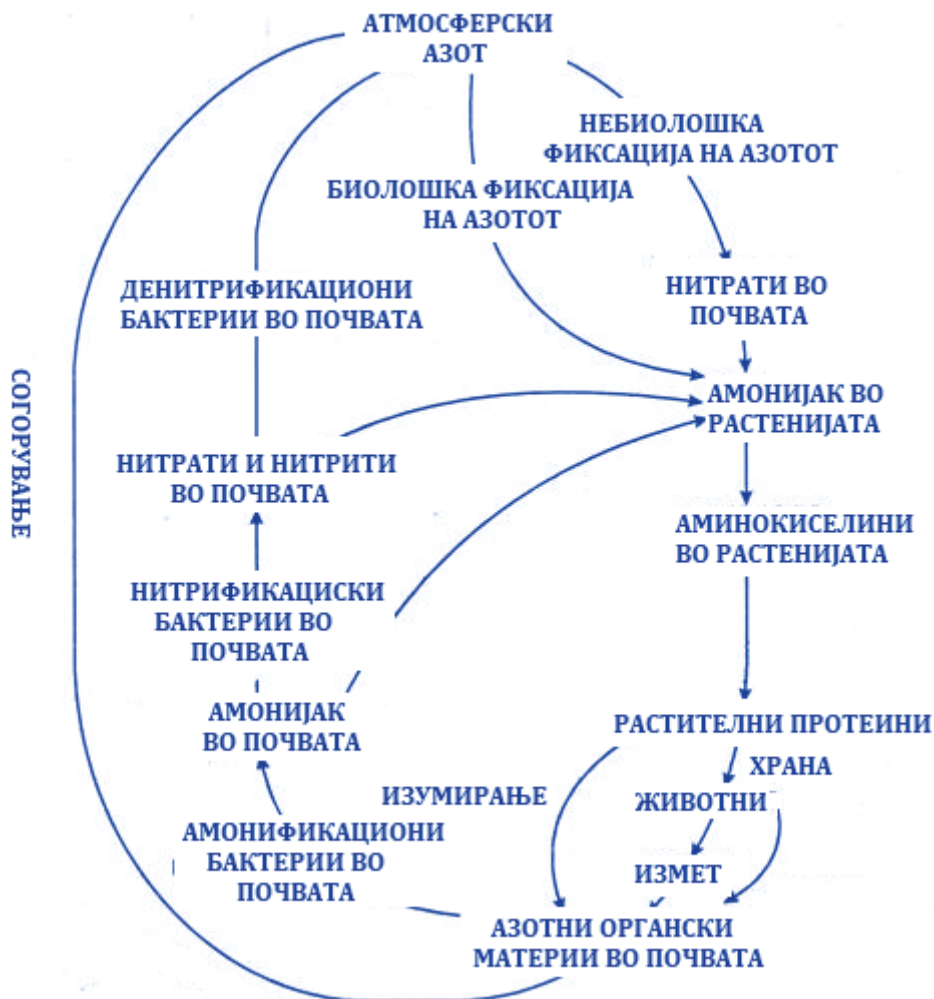 АТМОСФЕРСКИ
АЗОТ
НЕБИОЛОШКА
ФИКСАЦИЈА НА АЗОТОТ
БИОЛОШКА ФИКСАЦИЈА
НА АЗОТОТ
ДЕНИТРИФИКАЦИОНИ
БАКТЕРИИ ВО ПОЧВАТА
НИТРАТИ ВО
ПОЧВАТА
СОГОРУВАЊЕ
АМОНИЈАК ВО
РАСТЕНИЈАТА
НИТРАТИ И НИТРИТИ
ВО ПОЧВАТА
АМИНОКИСЕЛИНИ
ВО РАСТЕНИЈАТА
НИТРИФИКАЦИСКИ
БАКТЕРИИ ВО
ПОЧВАТА
АМОНИЈАК
ВО ПОЧВАТА
РАСТИТЕЛНИ ПРОТЕИНИ
ХРАНА
ИЗУМИРАЊЕ
ЖИВОТНИ
АМОНИФИКАЦИОНИ
БАКТЕРИИ ВО
ПОЧВАТА
ИЗМЕТ
АЗОТНИ ОРГАНСКИ
МАТЕРИИ ВО ПОЧВАТА